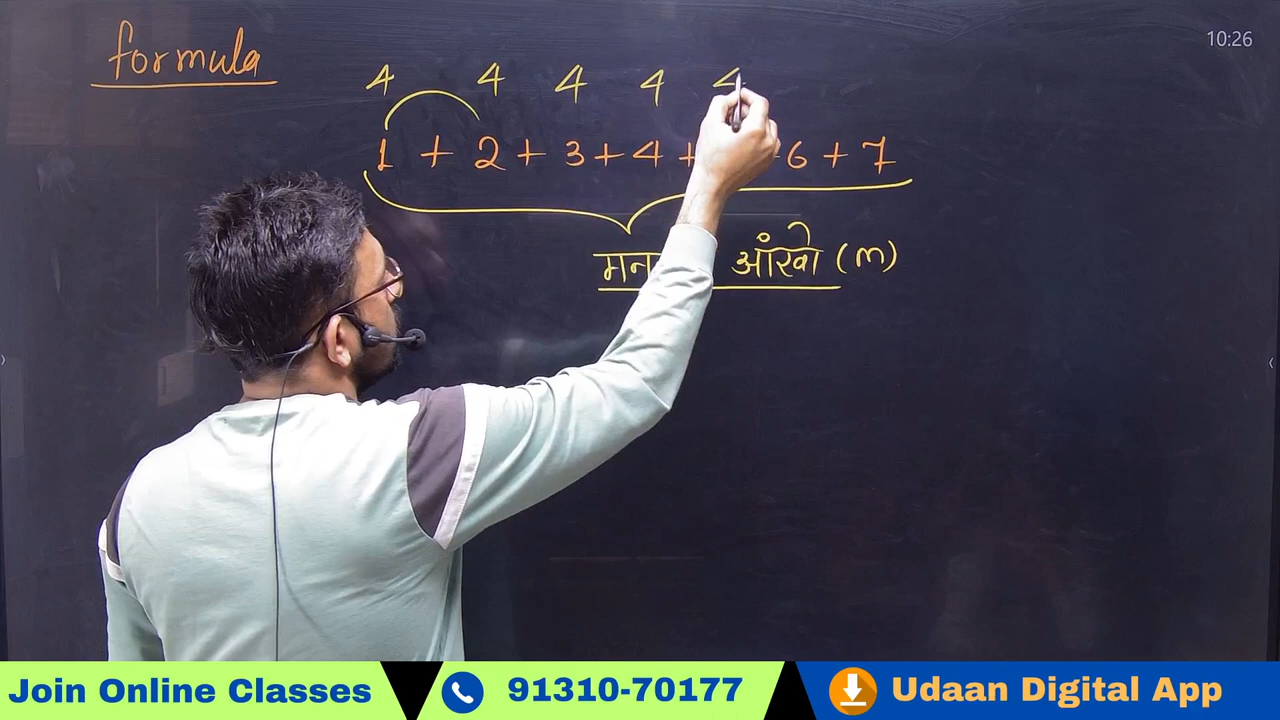 10:26
formula
4 4 4 4 4
1 + 2 + 3 + 4 + 6 + 7
आंखो (m)
Join Online Classes
91310-70177
Udaan Digital App